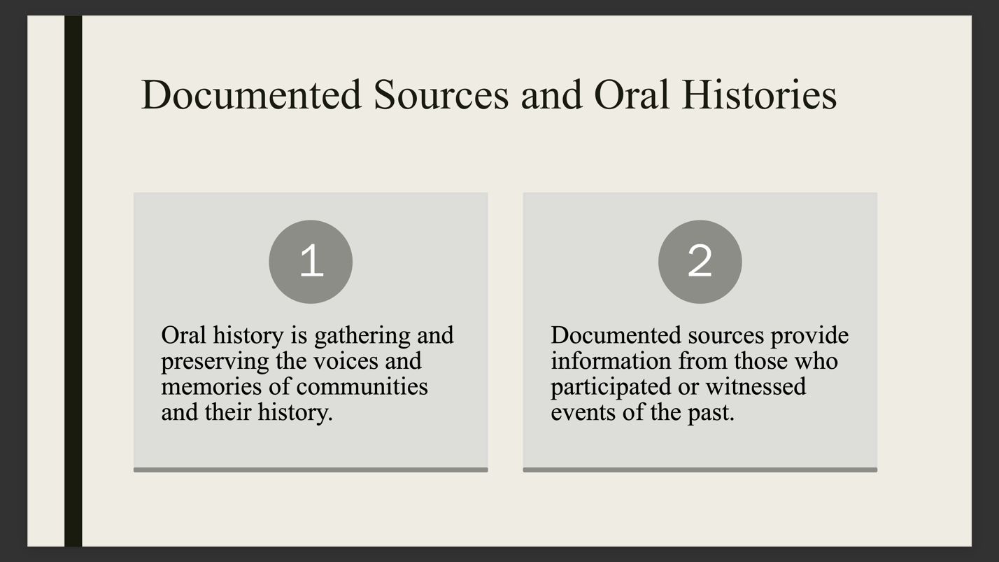 Documented Sources and Oral Histories
1
Oral history is gathering and
preserving the voices and
memories of communities
and their history.
2
Documented sources provide
information from those who
participated or witnessed
events of the past.